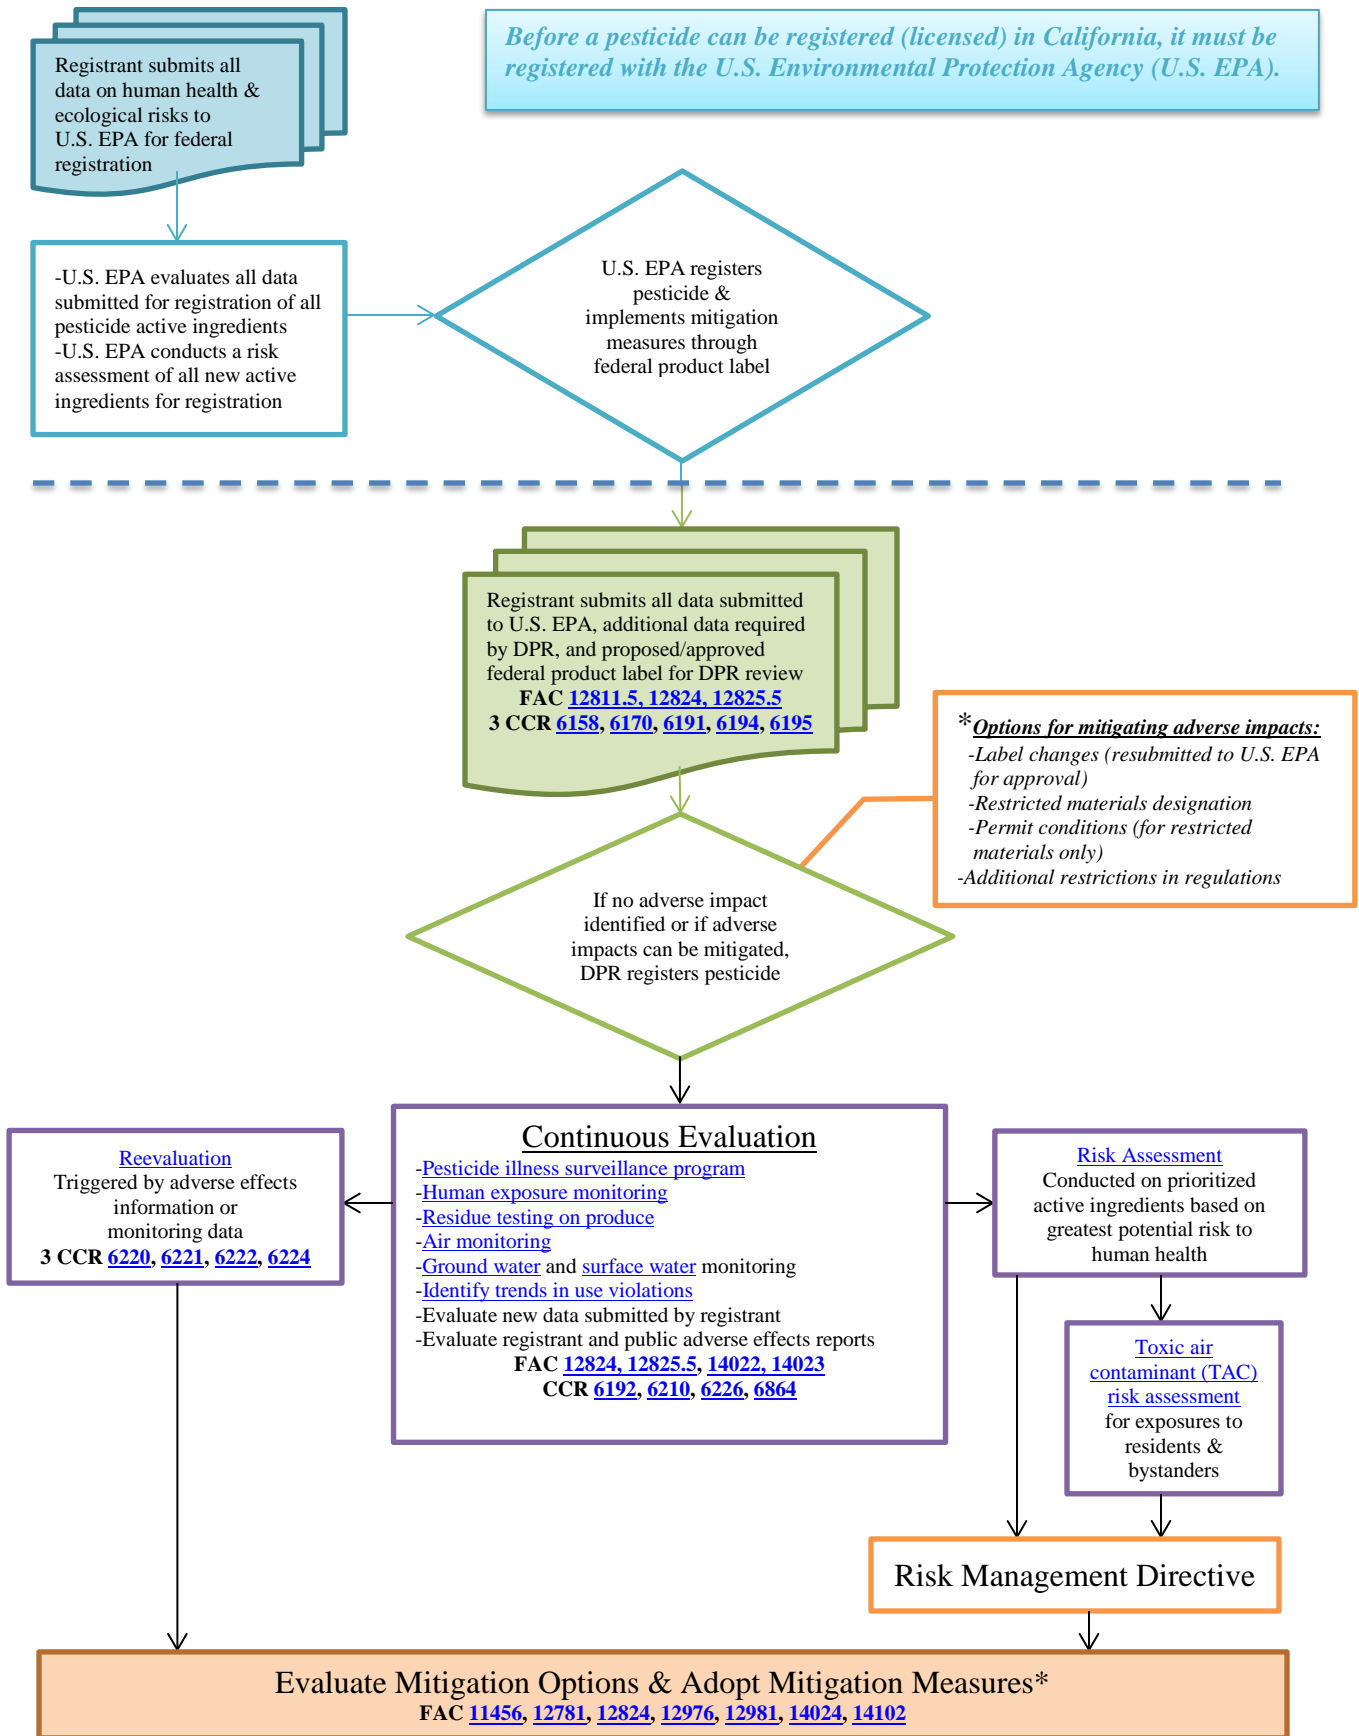 Before a pesticide can be registered (licensed) in California, it must be
registered with the U.S. Environmental Protection Agency (U.S. EPA).
Registrant submits all
data on human health &
ecological risks to
U.S. EPA for federal
registration
-U.S. EPA evaluates all data
submitted for registration of all
pesticide active ingredients
-U.S. EPA conducts a risk
assessment of all new active
ingredients for registration
U.S. EPA registers
pesticide &
implements mitigation
measures through
federal product label
Registrant submits all data submitted
to U.S. EPA, additional data required
by DPR, and proposed/approved
federal product label for DPR review
FAC 12811.5, 12824, 12825.5
3 CCR 6158, 6170, 6191, 6194, 6195
*Options for mitigating adverse impacts:
-Label changes (resubmitted to U.S. EPA
for approval)
-Restricted materials designation
-Permit conditions (for restricted
materials only)
-Additional restrictions in regulations
If no adverse impact
identified or if adverse
impacts can be mitigated,
DPR registers pesticide
Reevaluation
Triggered by adverse effects
information or
monitoring data
3 CCR 6220, 6221, 6222, 6224
Continuous Evaluation
-Pesticide illness surveillance program
-Human exposure monitoring
-Residue testing on produce
-Air monitoring
-Ground water and surface water monitoring
-Identify trends in use violations
-Evaluate new data submitted by registrant
-Evaluate registrant and public adverse effects reports
FAC 12824, 12825.5, 14022, 14023
CCR 6192, 6210, 6226, 6864
Risk Assessment
Conducted on prioritized
active ingredients based on
greatest potential risk to
human health
Toxic air
contaminant (TAC)
risk assessment
for exposures to
residents &
bystanders
Risk Management Directive
Evaluate Mitigation Options & Adopt Mitigation Measures*
FAC 11456, 12781, 12824, 12976, 12981, 14024, 14102